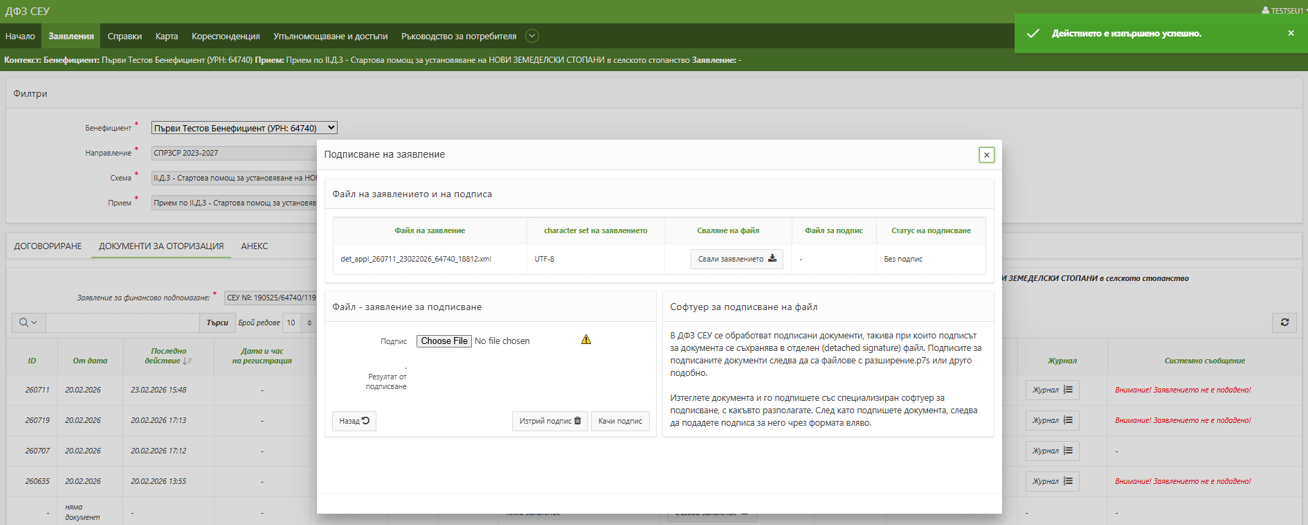 ДФЗ СЕУ
TESTSEU1
Начало Заявления Справки Карта Кореспонденция Упълномощаване и достъпи Ръководство за потребителя
Действието е извършено успешно.
Контекст: Бенефициент: Първи Тестов Бенефициент (УРН: 64740) Прием: Прием по II.Д.3 - Стартова помощ за установяване на НОВИ ЗЕМЕДЕЛСКИ СТОПАНИ в селското стопанство Заявление: -
Филтри
Бенефициент * Първи Тестов Бенефициент (УРН: 64740)
Направление * СПРЗСР 2023-2027
Схема * II.Д.3 - Стартова помощ за установяване на НО
Прием * Прием по II.Д.3 - Стартова помощ за установяв
ДОГОВОРИРАНЕ ДОКУМЕНТИ ЗА ОТОРИЗАЦИЯ АНЕКС
И ЗЕМЕДЕЛСКИ СТОПАНИ в селското стопанство
Заявление за финансово подпомагане: * СЕУ №: 190525/64740/119
Търси Брой редове 10
ID От дата Последно действие Дата и час на регистрация Журнал Системно съобщение
260711 20.02.2026 23.02.2026 15:48 - Журнал Внимание! Заявлението не е подадено!
260719 20.02.2026 20.02.2026 17:13 - Журнал Внимание! Заявлението не е подадено!
260707 20.02.2026 20.02.2026 17:12 - Журнал -
260635 20.02.2026 20.02.2026 13:55 - Журнал Внимание! Заявлението не е подадено!
- няма документ - - - -
Подписване на заявление
Файл на заявлението и на подписа
Файл на заявление character set на заявлението Сваляне на файл Файл за подпис Статус на подписване
det_appl_260711_23022026_64740_18812.xml UTF-8 Свали заявлението - Без подпис
Файл - заявление за подписване
Подпис Choose File No file chosen
-
Резултат от
подписване
Назад Изтрий подпис Качи подпис
Софтуер за подписване на файл
В ДФЗ СЕУ се обработват подписани документи, такива при които подписът
за документа се съхранява в отделен (detached signature) файл. Подписите за
подписаните документи следва да са файлове с разширение.p7s или друго
подобно.
Изтеглете документа и го подпишете със специализиран софтуер за
подписване, с какъвто разполагате. След като подпишете документа, следва
да подадете подписа за него чрез формата вляво.